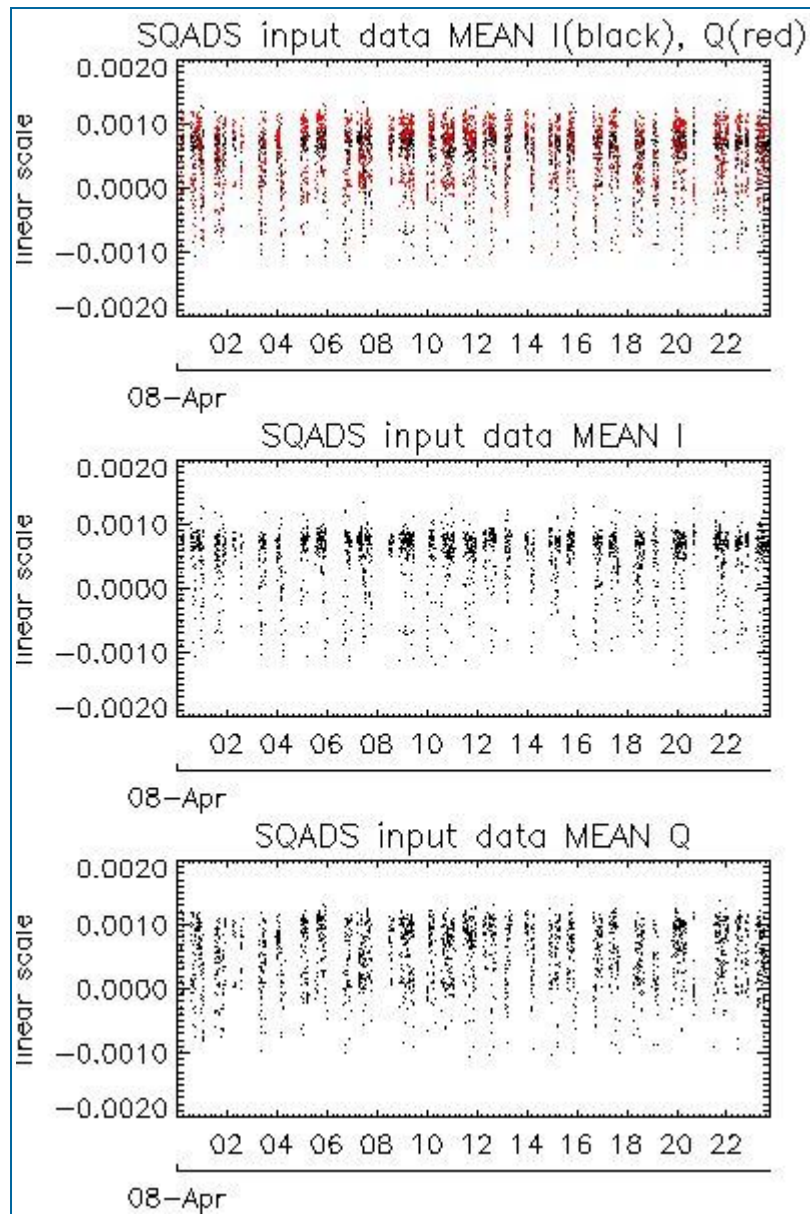 SQADS input data MEAN I(black), Q(red)
linear scale
0.0020
0.0010
0.0000
-0.0010
-0.0020
02 04 06 08 10 12 14 16 18 20 22
08-Apr
SQADS input data MEAN I
linear scale
0.0020
0.0010
0.0000
-0.0010
-0.0020
02 04 06 08 10 12 14 16 18 20 22
08-Apr
SQADS input data MEAN Q
linear scale
0.0020
0.0010
0.0000
-0.0010
-0.0020
02 04 06 08 10 12 14 16 18 20 22
08-Apr